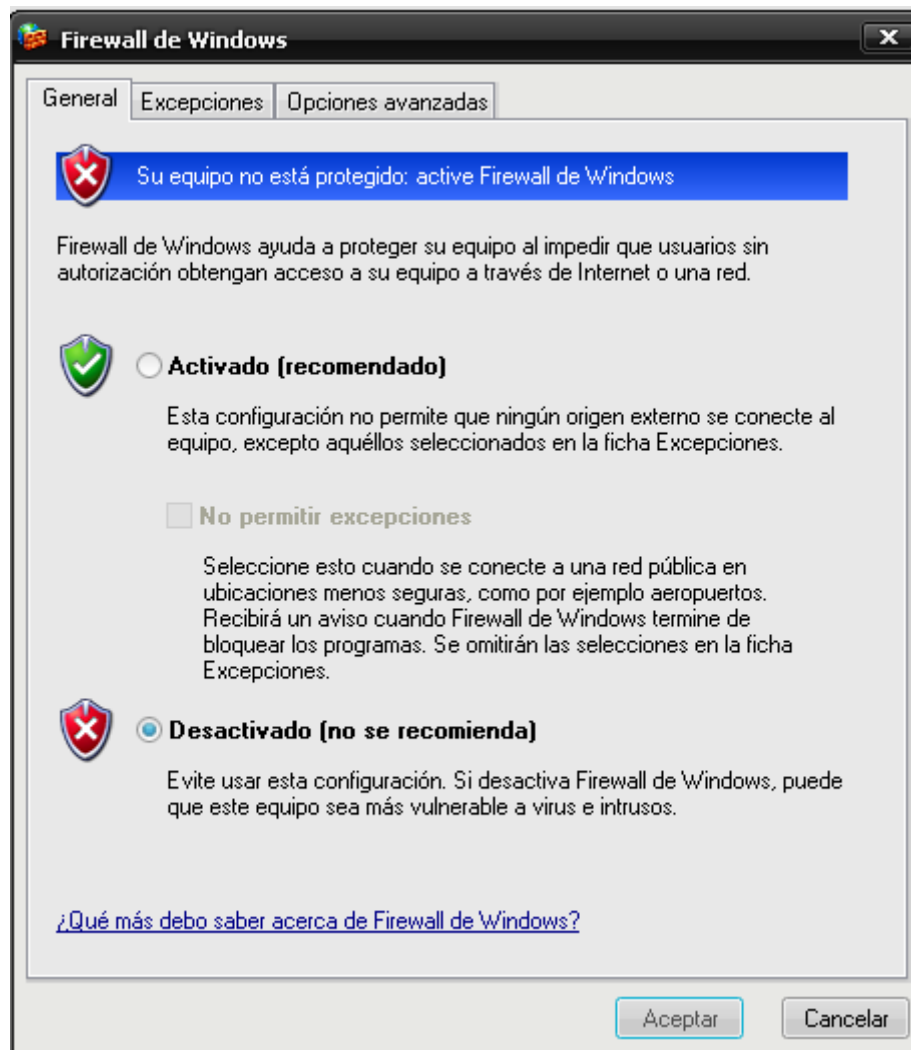 Firewall de Windows
General
Excepciones
Opciones avanzadas
Su equipo no está protegido: active Firewall de Windows
Firewall de Windows ayuda a proteger su equipo al impedir que usuarios sin
autorización obtengan acceso a su equipo a través de Internet o una red.
Activado (recomendado)
Esta configuración no permite que ningún origen externo se conecte al
equipo, excepto aquéllos seleccionados en la ficha Excepciones.
No permitir excepciones
Seleccione esto cuando se conecte a una red pública en
ubicaciones menos seguras, como por ejemplo aeropuertos.
Recibirá un aviso cuando Firewall de Windows termine de
bloquear los programas. Se omitirán las selecciones en la ficha
Excepciones.
Desactivado (no se recomienda)
Evite usar esta configuración. Si desactiva Firewall de Windows, puede
que este equipo sea más vulnerable a virus e intrusos.
¿Qué más debo saber acerca de Firewall de Windows?
Aceptar
Cancelar